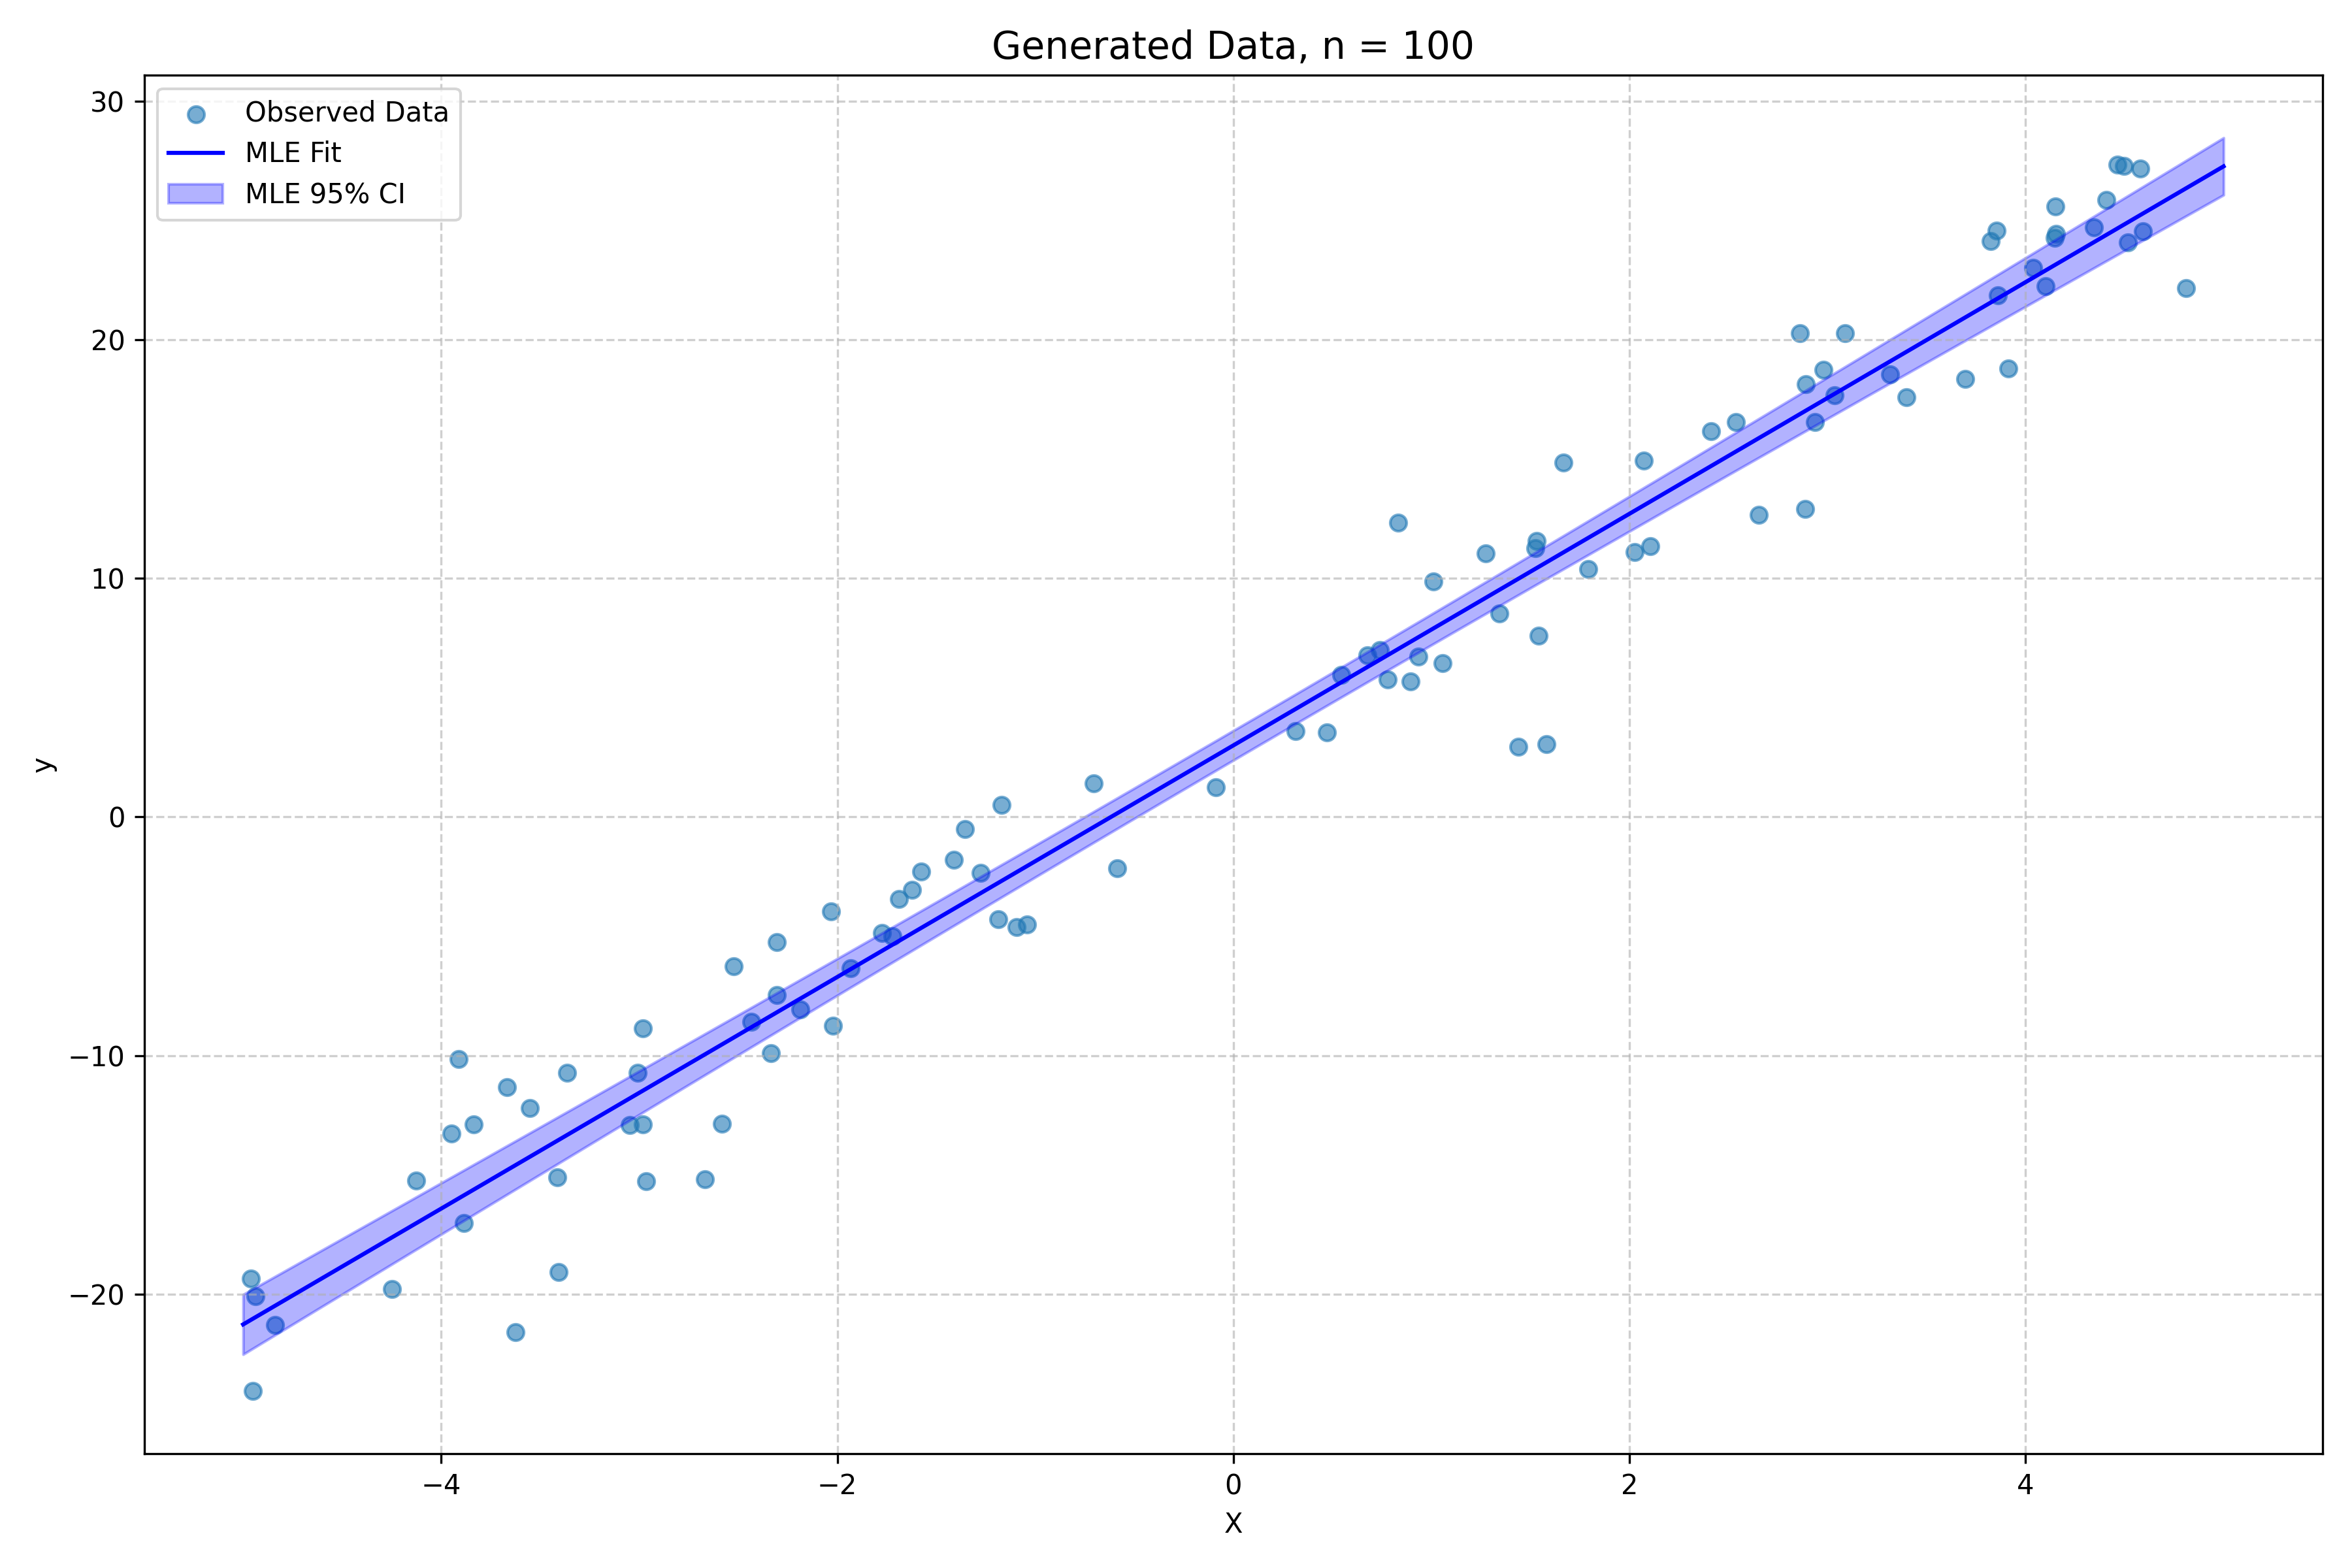 Generated Data, n = 100
Observed Data
MLE Fit
MLE 95% CI
30
20
10
0
−10
−20
y
−4
−2
0
2
4
X